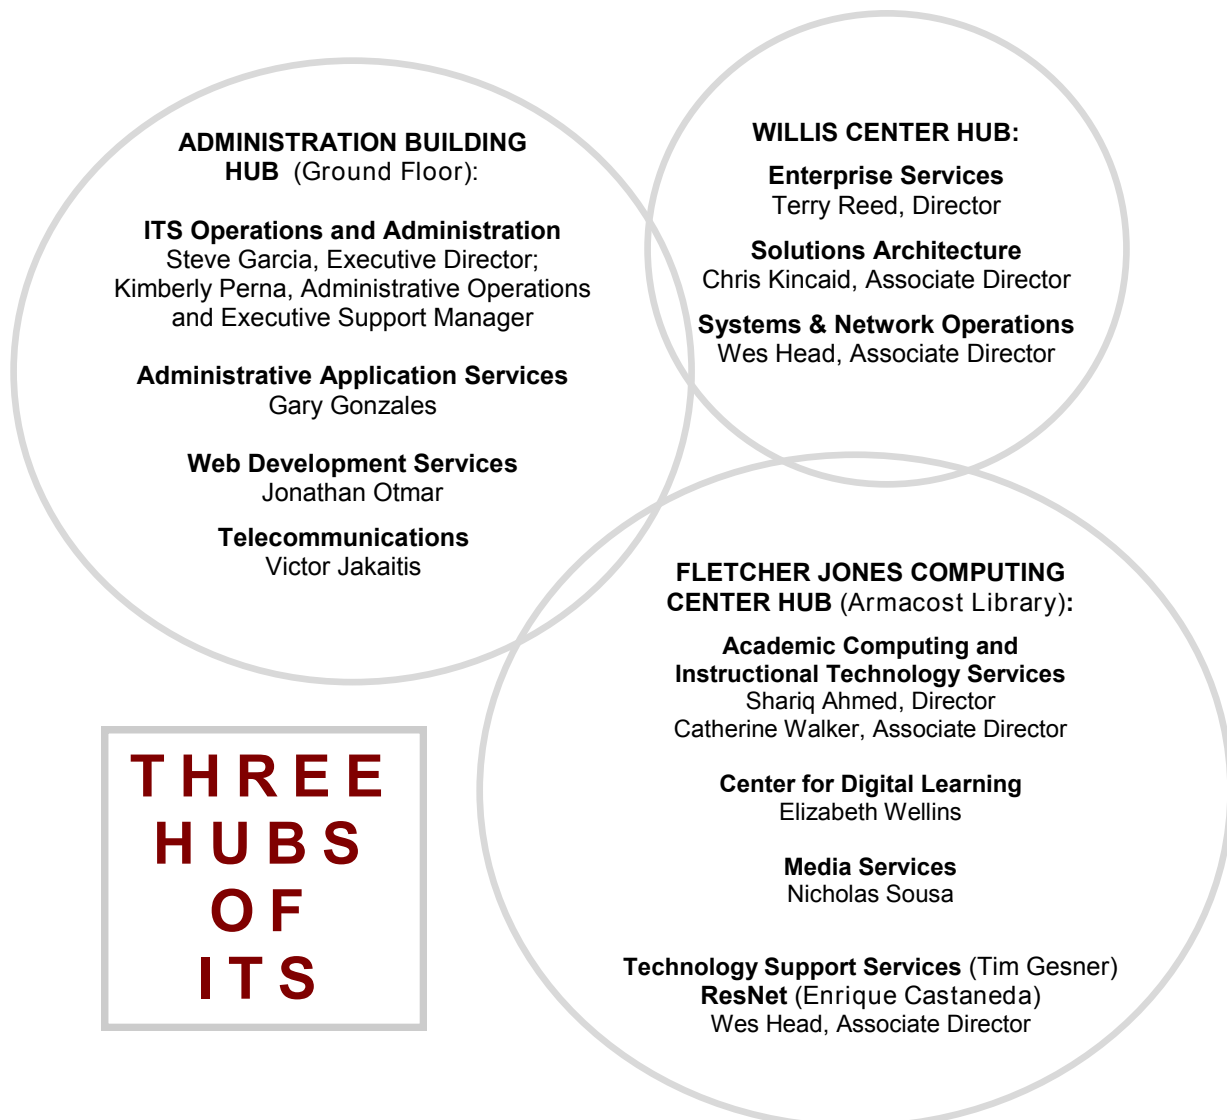 ADMINISTRATION BUILDING
HUB (Ground Floor):
ITS Operations and Administration
Steve Garcia, Executive Director;
Kimberly Perna, Administrative Operations
and Executive Support Manager
Administrative Application Services
Gary Gonzales
Web Development Services
Jonathan Otmar
Telecommunications
Victor Jakaitis
WILLIS CENTER HUB:
Enterprise Services
Terry Reed, Director
Solutions Architecture
Chris Kincaid, Associate Director
Systems & Network Operations
Wes Head, Associate Director
FLETCHER JONES COMPUTING
CENTER HUB (Armacost Library):
Academic Computing and
Instructional Technology Services
Shariq Ahmed, Director
Catherine Walker, Associate Director
Center for Digital Learning
Elizabeth Wellins
Media Services
Nicholas Sousa
Technology Support Services (Tim Gesner)
ResNet (Enrique Castaneda)
Wes Head, Associate Director
THREE
HUBS
OF
ITS